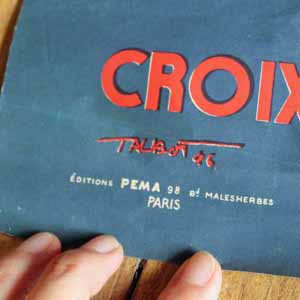 CROIX
TALBOT 46
ÉDITIONS PEMA 98 Bd MALESHERBES
PARIS